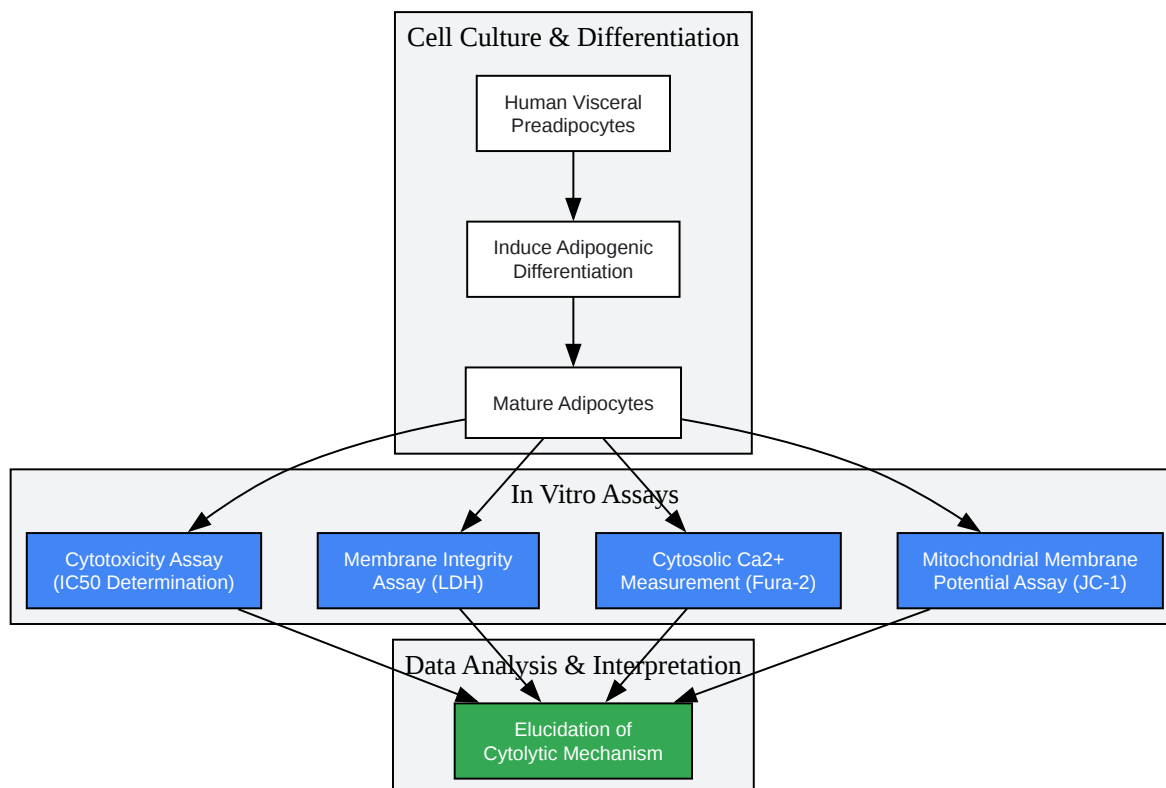 Cell Culture & Differentiation
Human Visceral
Preadipocytes
Induce Adipogenic
Differentiation
Mature Adipocytes
In Vitro Assays
Cytotoxicity Assay
(IC50 Determination)
Membrane Integrity
Assay (LDH)
Cytosolic Ca2+
Measurement (Fura-2)
Mitochondrial Membrane
Potential Assay (JC-1)
Data Analysis & Interpretation
Elucidation of
Cytolytic Mechanism